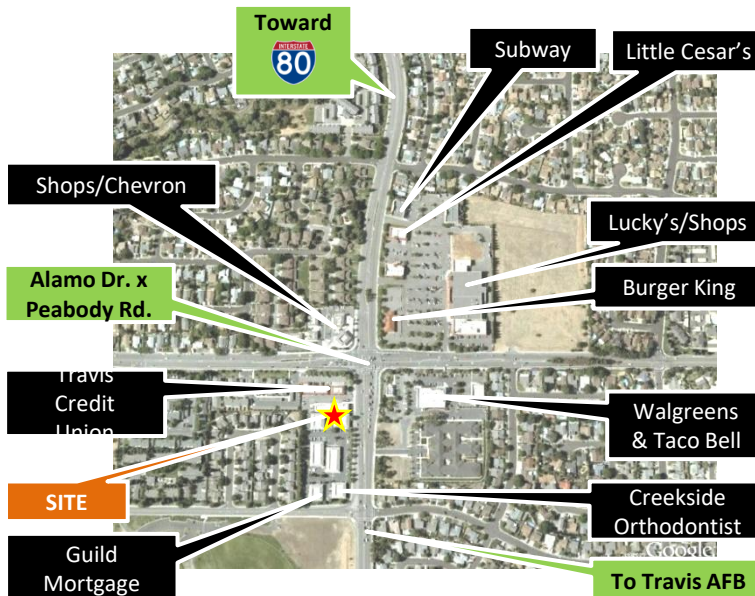 Toward
INTERSTATE
80
Subway
Little Cesar's
Shops/Chevron
Lucky's/Shops
Alamo Dr. x
Peabody Rd.
Burger King
Travis
Credit
Union
Walgreens
& Taco Bell
SITE
Creekside
Orthodontist
Guild
Mortgage
Google
To Travis AFB